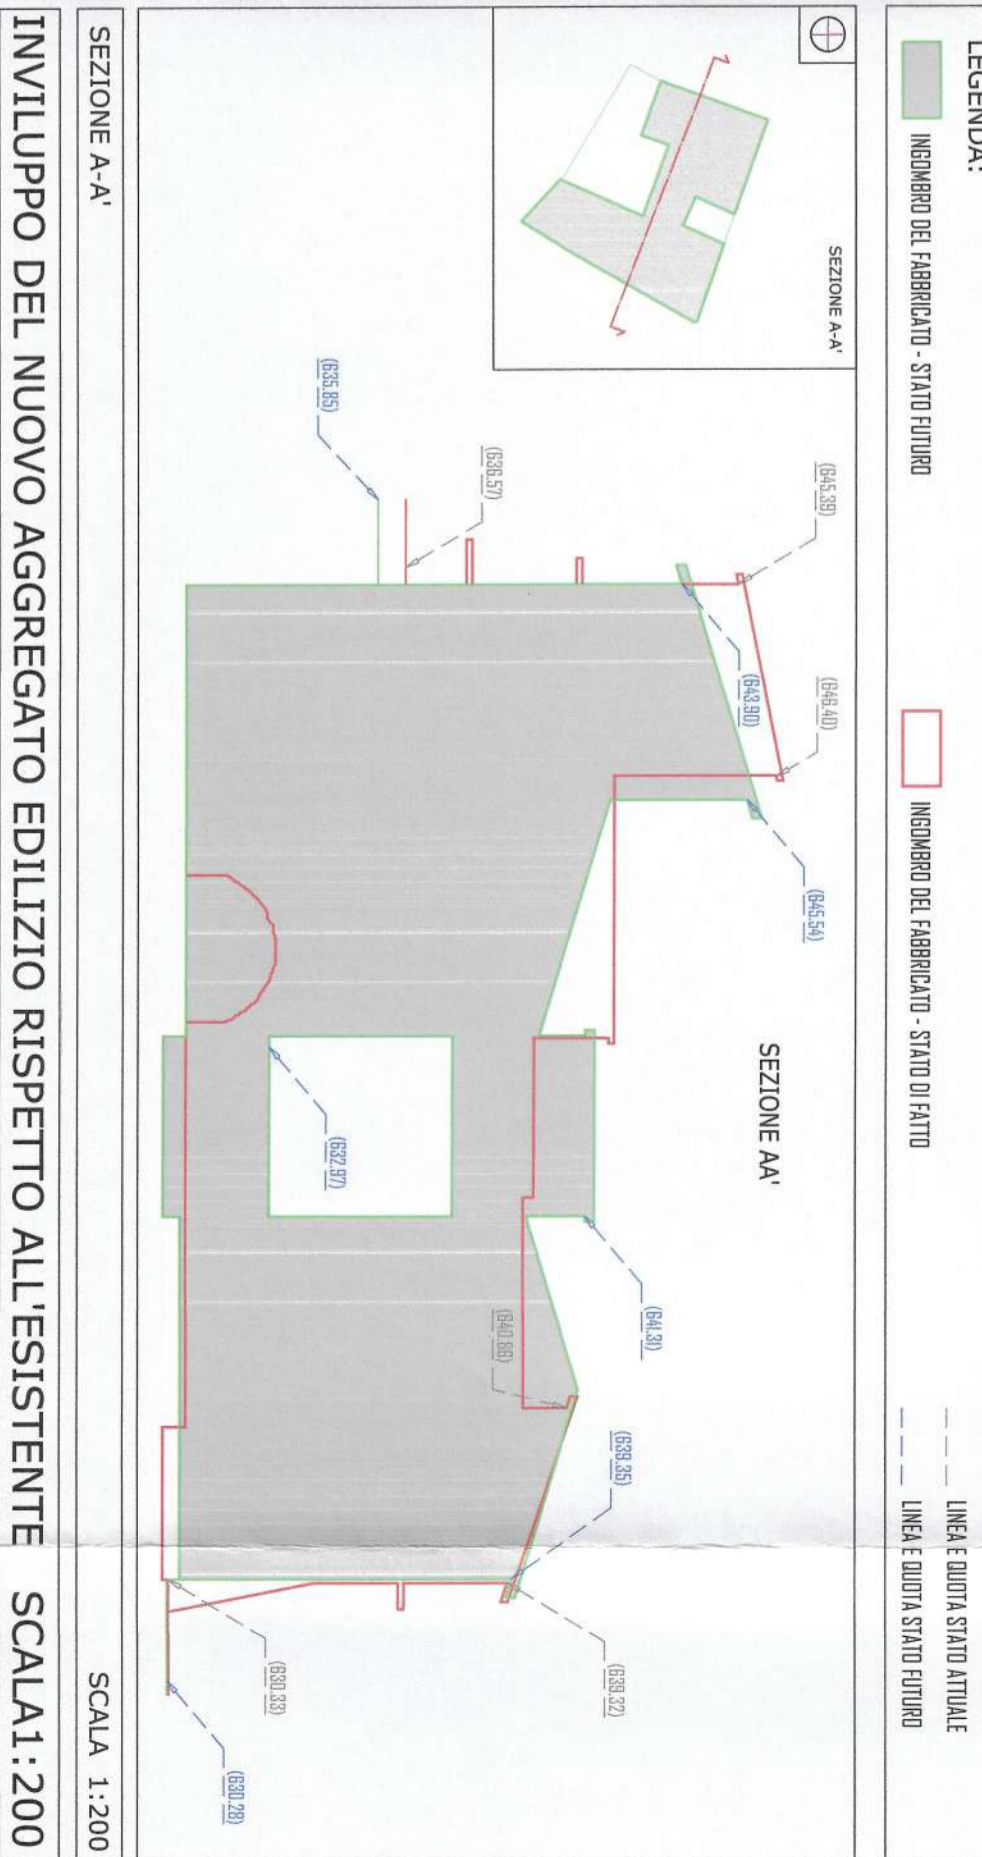 LEGENDA:
INGOMBRO DEL FABBRICATO - STATO FUTURO
INGOMBRO DEL FABBRICATO - STATO DI FATTO
LINEA E QUOTA STATO ATTUALE
LINEA E QUOTA STATO FUTURO
SEZIONE A-A'
SEZIONE AA'
(645.39)
(646.40)
(645.54)
(643.90)
(636.57)
(635.85)
(632.97)
(641.31)
(640.86)
(639.35)
(639.32)
(630.33)
(630.28)
SEZIONE A-A' SCALA 1:200
INVILUPPO DEL NUOVO AGGREGATO EDILIZIO RISPETTO ALL'ESISTENTE SCALA1:200